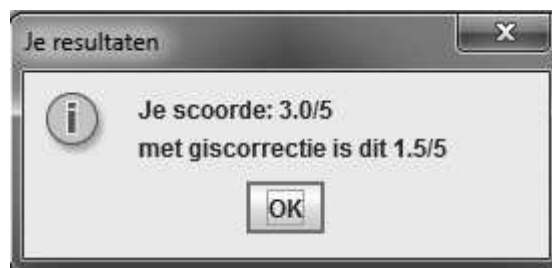 Je resultaten
Je scoorde: 3.0/5
met giscorrectie is dit 1.5/5
OK